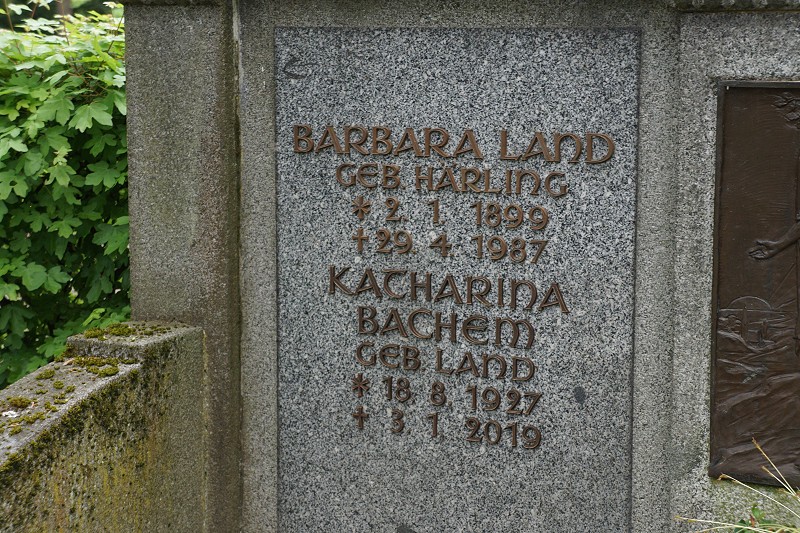 BARBARA LAND
GEB HÄRLING
* 2. 1. 1899
✝ 29. 4. 1987
KATHARINA
BACHEM
GEB LAND
* 18. 8. 1927
✝ 3. 1. 2019